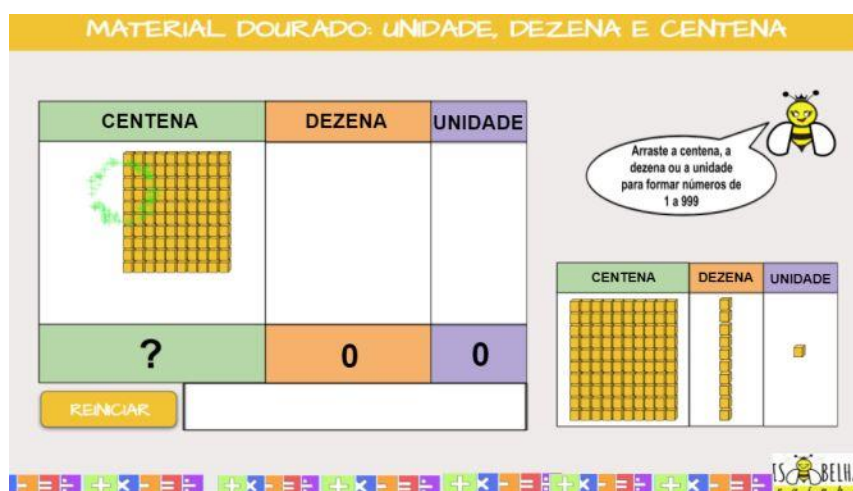 MATERIAL DOURADO: UNIDADE, DEZENA E CENTENA
CENTENA DEZENA UNIDADE
Arraste a centena, a
dezena ou a unidade
para formar números de
1 a 999
CENTENA DEZENA UNIDADE
? 0 0
REINICIAR